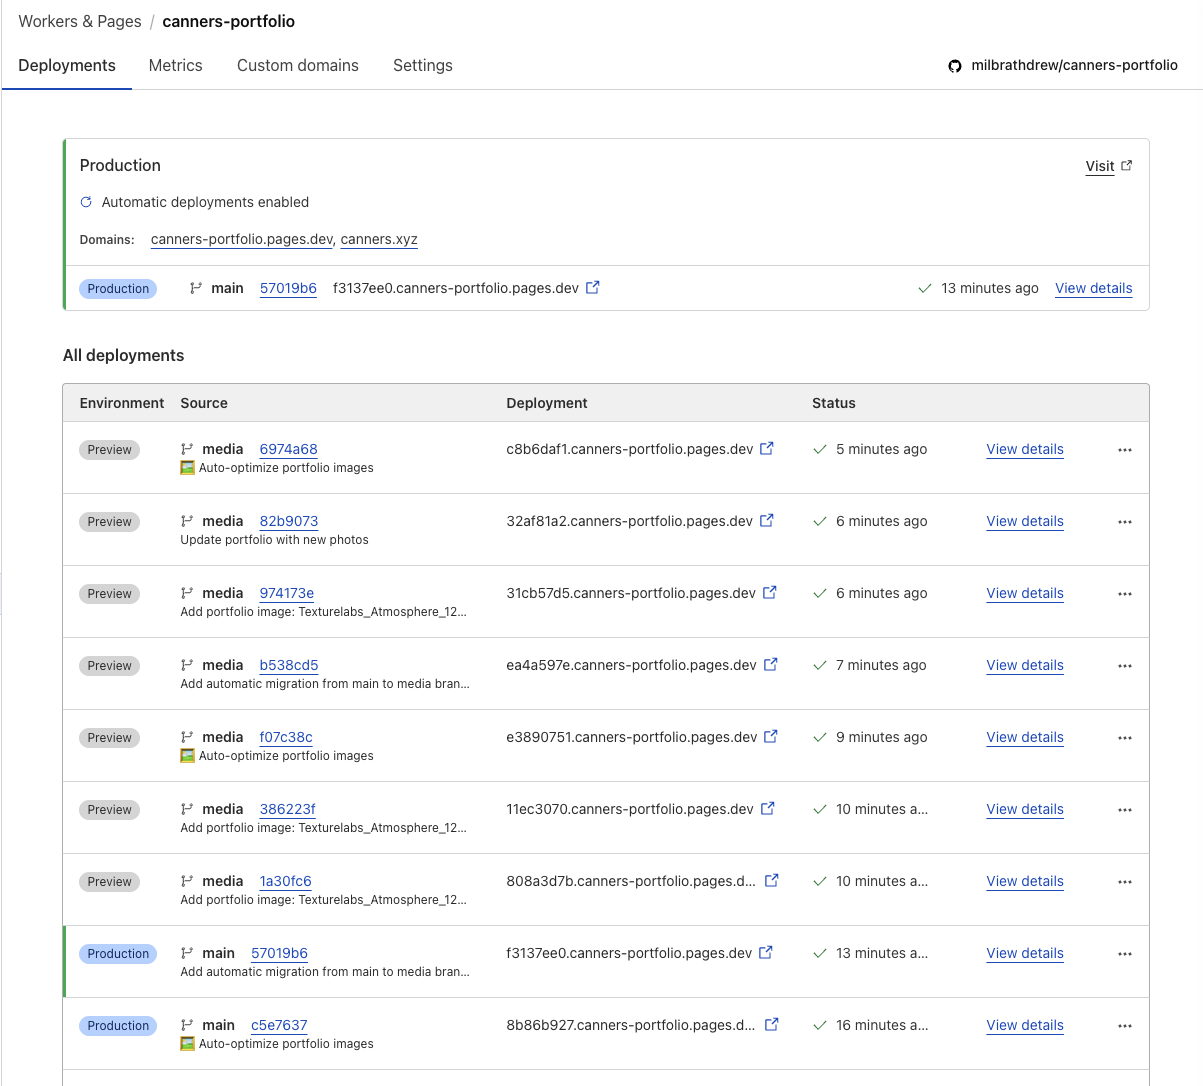 Workers & Pages / canners-portfolio
Deployments Metrics Custom domains Settings milbrathdrew/canners-portfolio
Production Visit
Automatic deployments enabled
Domains: canners-portfolio.pages.dev, canners.xyz
Production main 57019b6 f3137ee0.canners-portfolio.pages.dev 13 minutes ago View details
All deployments
Environment Source Deployment Status
Preview media 6974a68 c8b6daf1.canners-portfolio.pages.dev 5 minutes ago View details ...
🖼️ Auto-optimize portfolio images
Preview media 82b9073 32af81a2.canners-portfolio.pages.dev 6 minutes ago View details ...
Update portfolio with new photos
Preview media 974173e 31cb57d5.canners-portfolio.pages.dev 6 minutes ago View details ...
Add portfolio image: Texturelabs_Atmosphere_12...
Preview media b538cd5 ea4a597e.canners-portfolio.pages.dev 7 minutes ago View details ...
Add automatic migration from main to media bran...
Preview media f07c38c e3890751.canners-portfolio.pages.dev 9 minutes ago View details ...
🖼️ Auto-optimize portfolio images
Preview media 386223f 11ec3070.canners-portfolio.pages.dev 10 minutes a... View details ...
Add portfolio image: Texturelabs_Atmosphere_12...
Preview media 1a30fc6 808a3d7b.canners-portfolio.pages.d... 10 minutes a... View details ...
Add portfolio image: Texturelabs_Atmosphere_12...
Production main 57019b6 f3137ee0.canners-portfolio.pages.dev 13 minutes a... View details ...
Add automatic migration from main to media bran...
Production main c5e7637 8b86b927.canners-portfolio.pages.d... 16 minutes a... View details ...
🖼️ Auto-optimize portfolio images